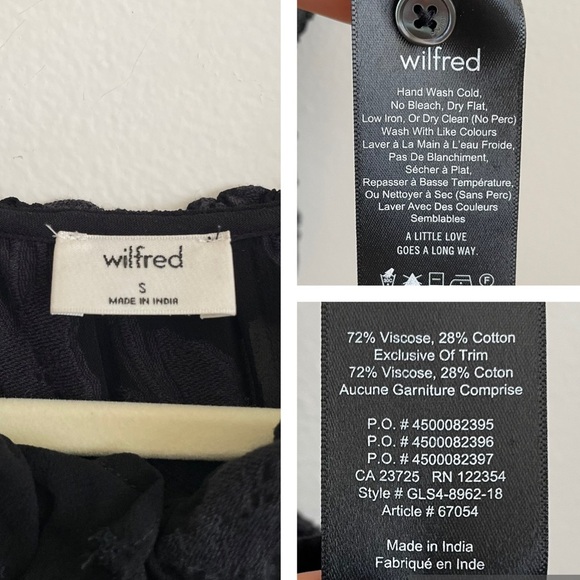 wilfred
S
MADE IN INDIA
wilfred
Hand Wash Cold,
No Bleach, Dry Flat,
Low Iron, Or Dry Clean (No Perc)
Wash With Like Colours
Laver à La Main à L'eau Froide,
Pas De Blanchiment,
Sécher à Plat,
Repasser à Basse Température,
Ou Nettoyer à Sec (Sans Perc)
Laver Avec Des Couleurs
Semblables
A LITTLE LOVE
GOES A LONG WAY.
F
72% Viscose, 28% Cotton
Exclusive Of Trim
72% Viscose, 28% Coton
Aucune Garniture Comprise
P.O. # 4500082395
P.O. # 4500082396
P.O. # 4500082397
CA 23725 RN 122354
Style # GLS4-8962-18
Article # 67054
Made in India
Fabriqué en Inde